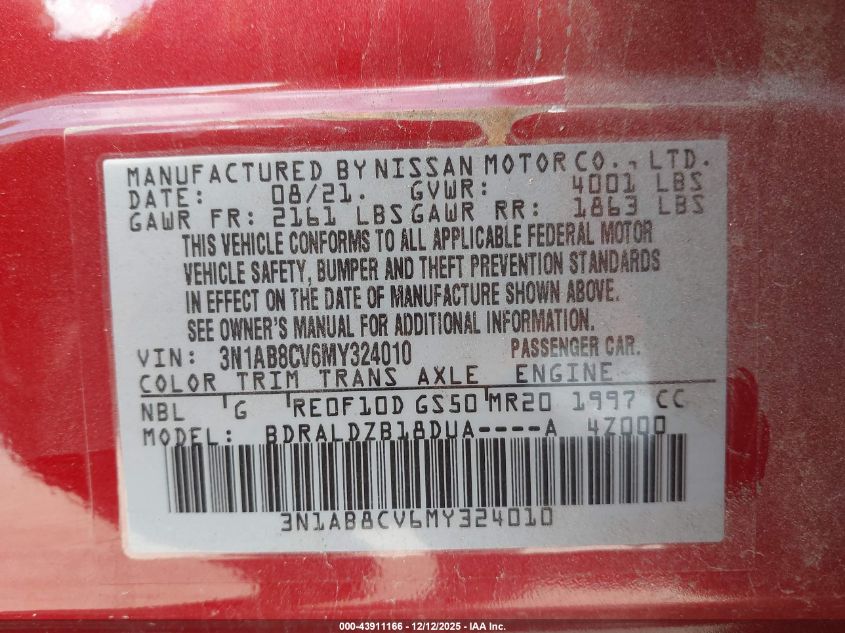 MANUFACTURED BY NISSAN MOTOR CO., LTD.
DATE: 08/21. GVWR: 4001 LBS
GAWR FR: 2161 LBS GAWR RR: 1863 LBS
THIS VEHICLE CONFORMS TO ALL APPLICABLE FEDERAL MOTOR
VEHICLE SAFETY, BUMPER AND THEFT PREVENTION STANDARDS
IN EFFECT ON THE DATE OF MANUFACTURE SHOWN ABOVE.
SEE OWNER'S MANUAL FOR ADDITIONAL INFORMATION.
VIN: 3N1AB8CV6MY324010 PASSENGER CAR.
COLOR TRIM TRANS AXLE ENGINE
NBL G RE0F10D GS50 MR20 1997 CC
MODEL: BDRALDZB18DUA----A 4Z000
3N1AB8CV6MY324010
000-43911166 - 12/12/2025 - IAA Inc.